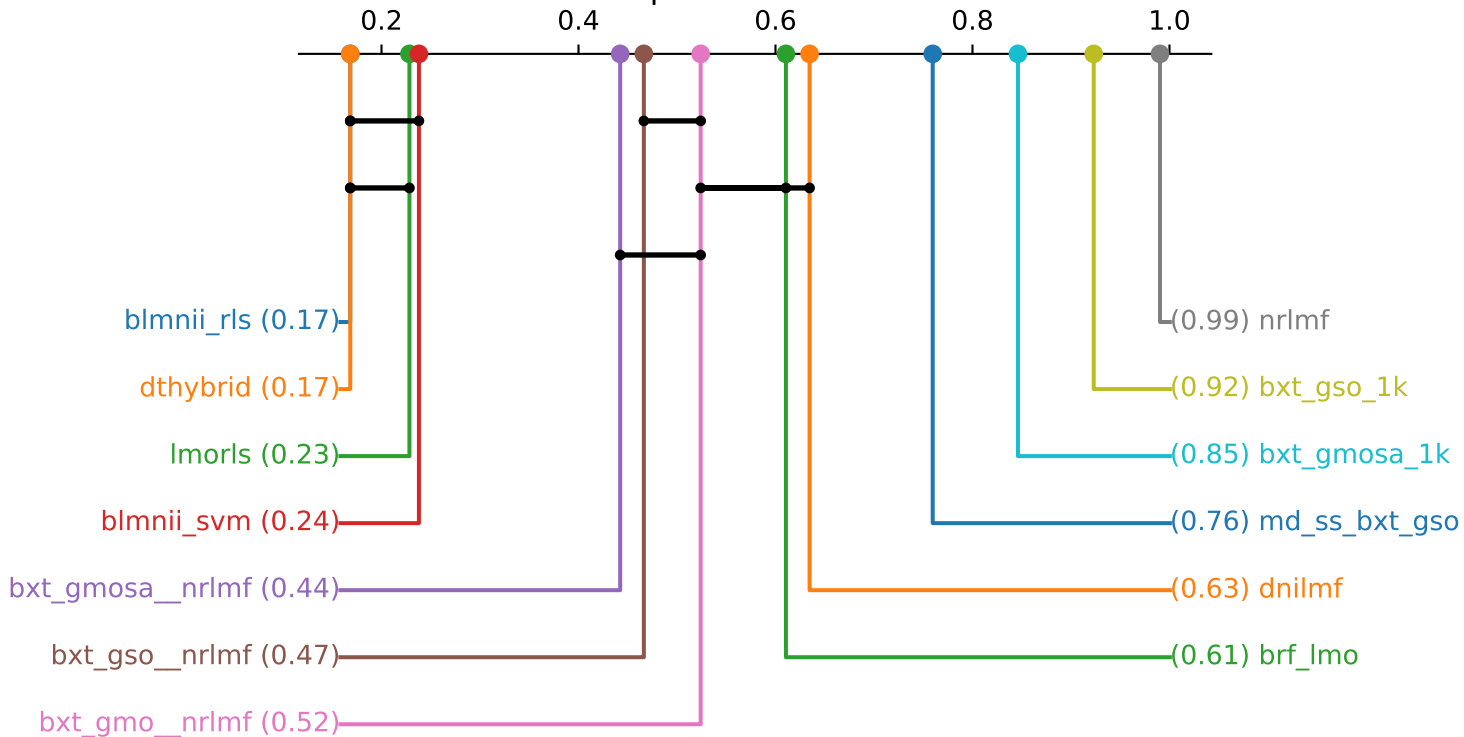 0.2 0.4 0.6 0.8 1.0
blmnii_rls (0.17)
(0.99) nrlmf
dthybrid (0.17)
(0.92) bxt_gso_1k
lmorls (0.23)
(0.85) bxt_gmosa_1k
blmnii_svm (0.24)
(0.76) md_ss_bxt_gso
bxt_gmosa__nrlmf (0.44)
(0.63) dnilmf
bxt_gso__nrlmf (0.47)
(0.61) brf_lmo
bxt_gmo__nrlmf (0.52)